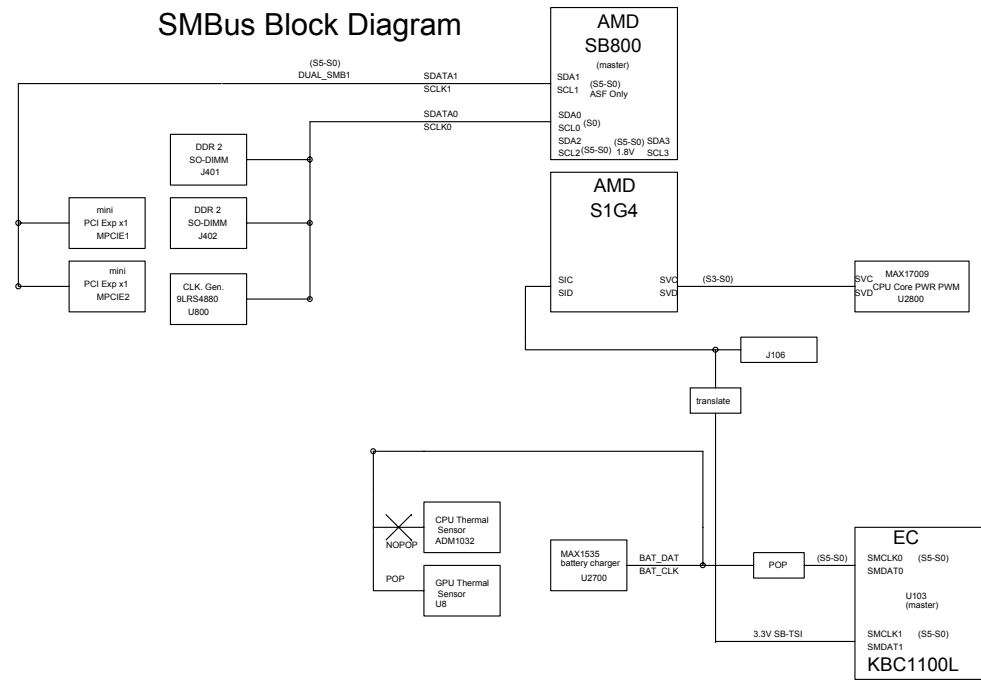 SMBus Block Diagram
AMD
SB800
(master)
SDA1
SCL1
(S5-S0)
ASF Only
SDA0
SCL0
(S0)
SDA2
SCL2
(S5-S0)
(S5-S0)
1.8V
SDA3
SCL3
(S5-S0)
DUAL_SMB1
SDATA1
SCLK1
SDATA0
SCLK0
DDR 2
SO-DIMM
J401
mini
PCI Exp x1
MPCIE1
DDR 2
SO-DIMM
J402
mini
PCI Exp x1
MPCIE2
CLK. Gen.
9LRS4880
U800
AMD
S1G4
SIC
SID
SVC
SVD
(S3-S0)
SVC
SVD
MAX17009
CPU Core PWR PWM
U2800
J106
translate
CPU Thermal
Sensor
ADM1032
NOPOP
POP
GPU Thermal
Sensor
U8
MAX1535
battery charger
U2700
BAT_DAT
BAT_CLK
POP
(S5-S0)
EC
SMCLK0
(S5-S0)
SMDAT0
U103
(master)
3.3V SB-TSI
SMCLK1
(S5-S0)
SMDAT1
KBC1100L